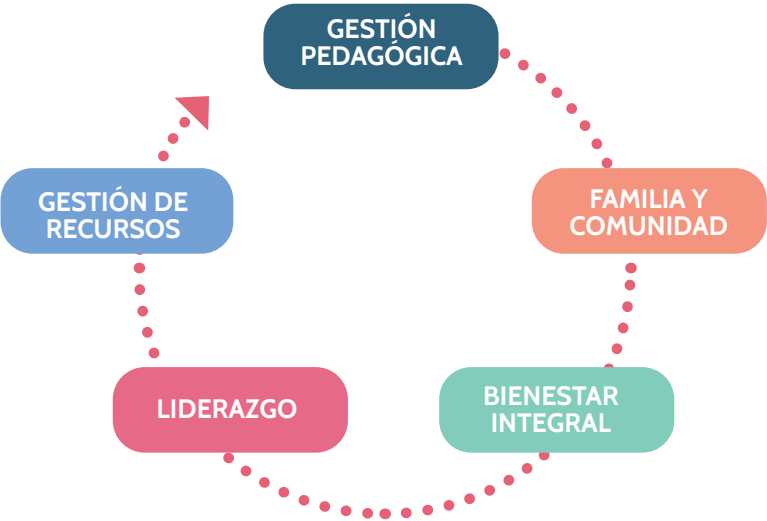 GESTIÓN
PEDAGÓGICA
FAMILIA Y
COMUNIDAD
BIENESTAR
INTEGRAL
LIDERAZGO
GESTIÓN DE
RECURSOS